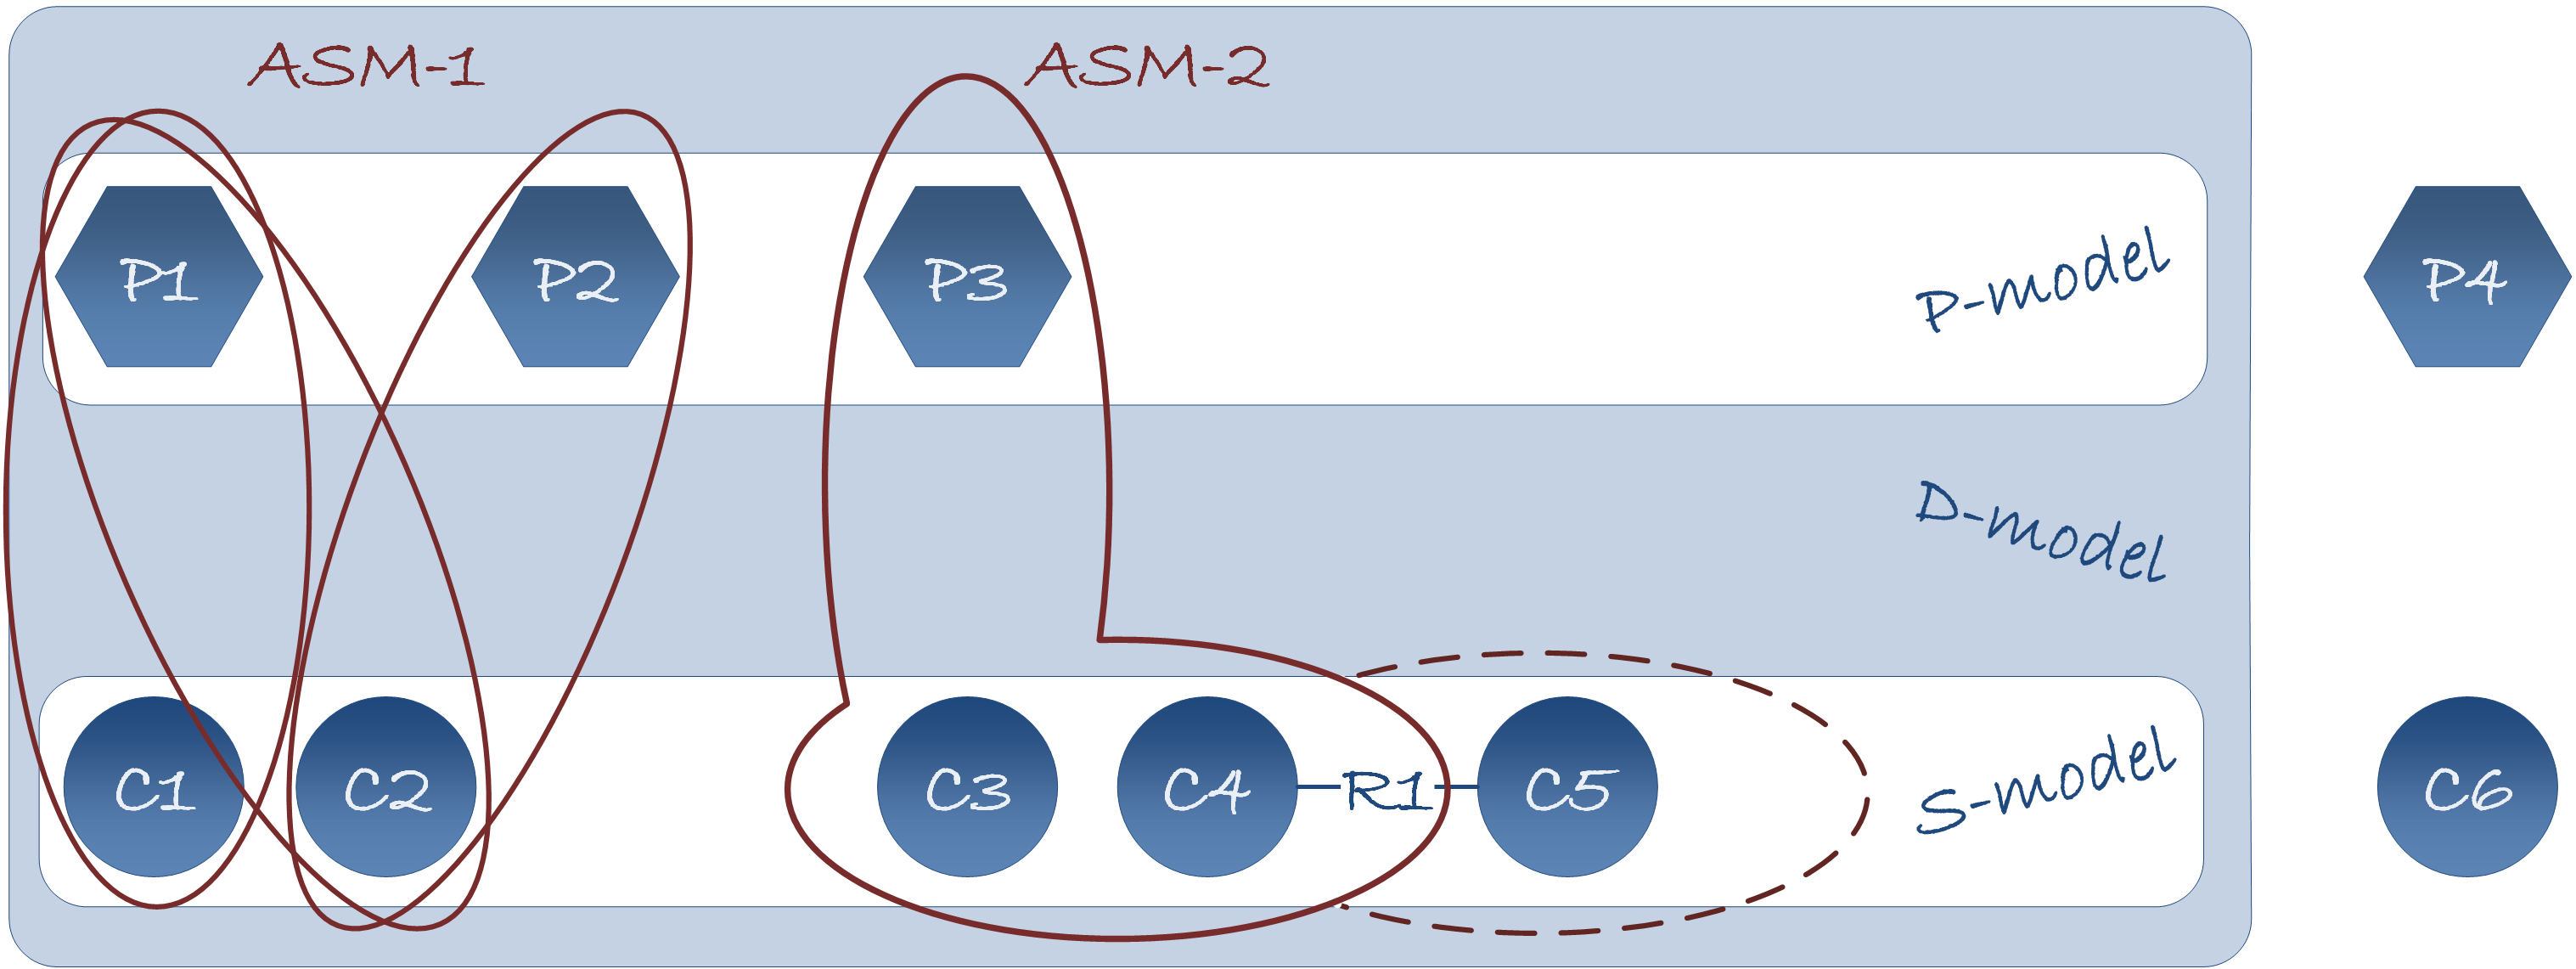 ASM-1 ASM-2
P1 P2 P3 P-model P4
D-model
C1 C2 C3 C4 R1 C5 S-model C6